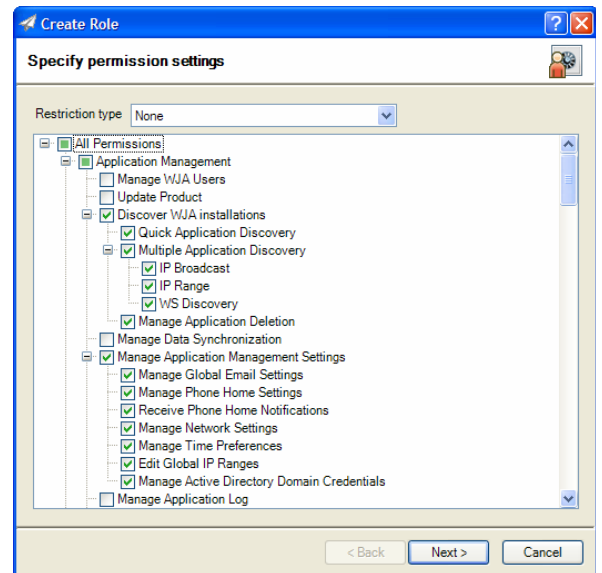 Create Role
Specify permission settings
Restriction type None
All Permissions
Application Management
Manage WJA Users
Update Product
Discover WJA installations
Quick Application Discovery
Multiple Application Discovery
IP Broadcast
IP Range
WS Discovery
Manage Application Deletion
Manage Data Synchronization
Manage Application Management Settings
Manage Global Email Settings
Manage Phone Home Settings
Receive Phone Home Notifications
Manage Network Settings
Manage Time Preferences
Edit Global IP Ranges
Manage Active Directory Domain Credentials
Manage Application Log
< Back Next > Cancel